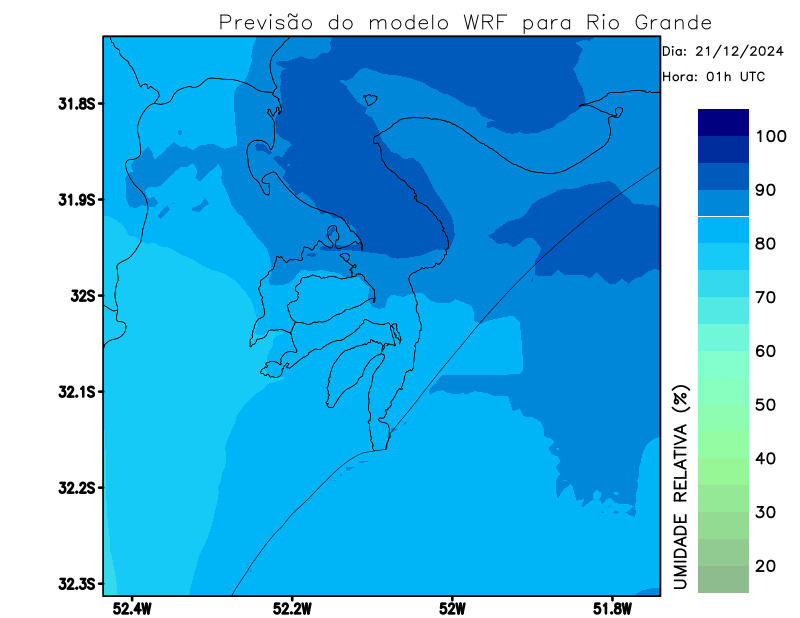 Previsão do modelo WRF para Rio Grande
Dia: 21/12/2024
Hora: 01h UTC
31.8S
31.9S
32S
32.1S
32.2S
32.3S
52.4W
52.2W
52W
51.8W
100
90
80
70
60
50
40
30
20
UMIDADE RELATIVA (%)